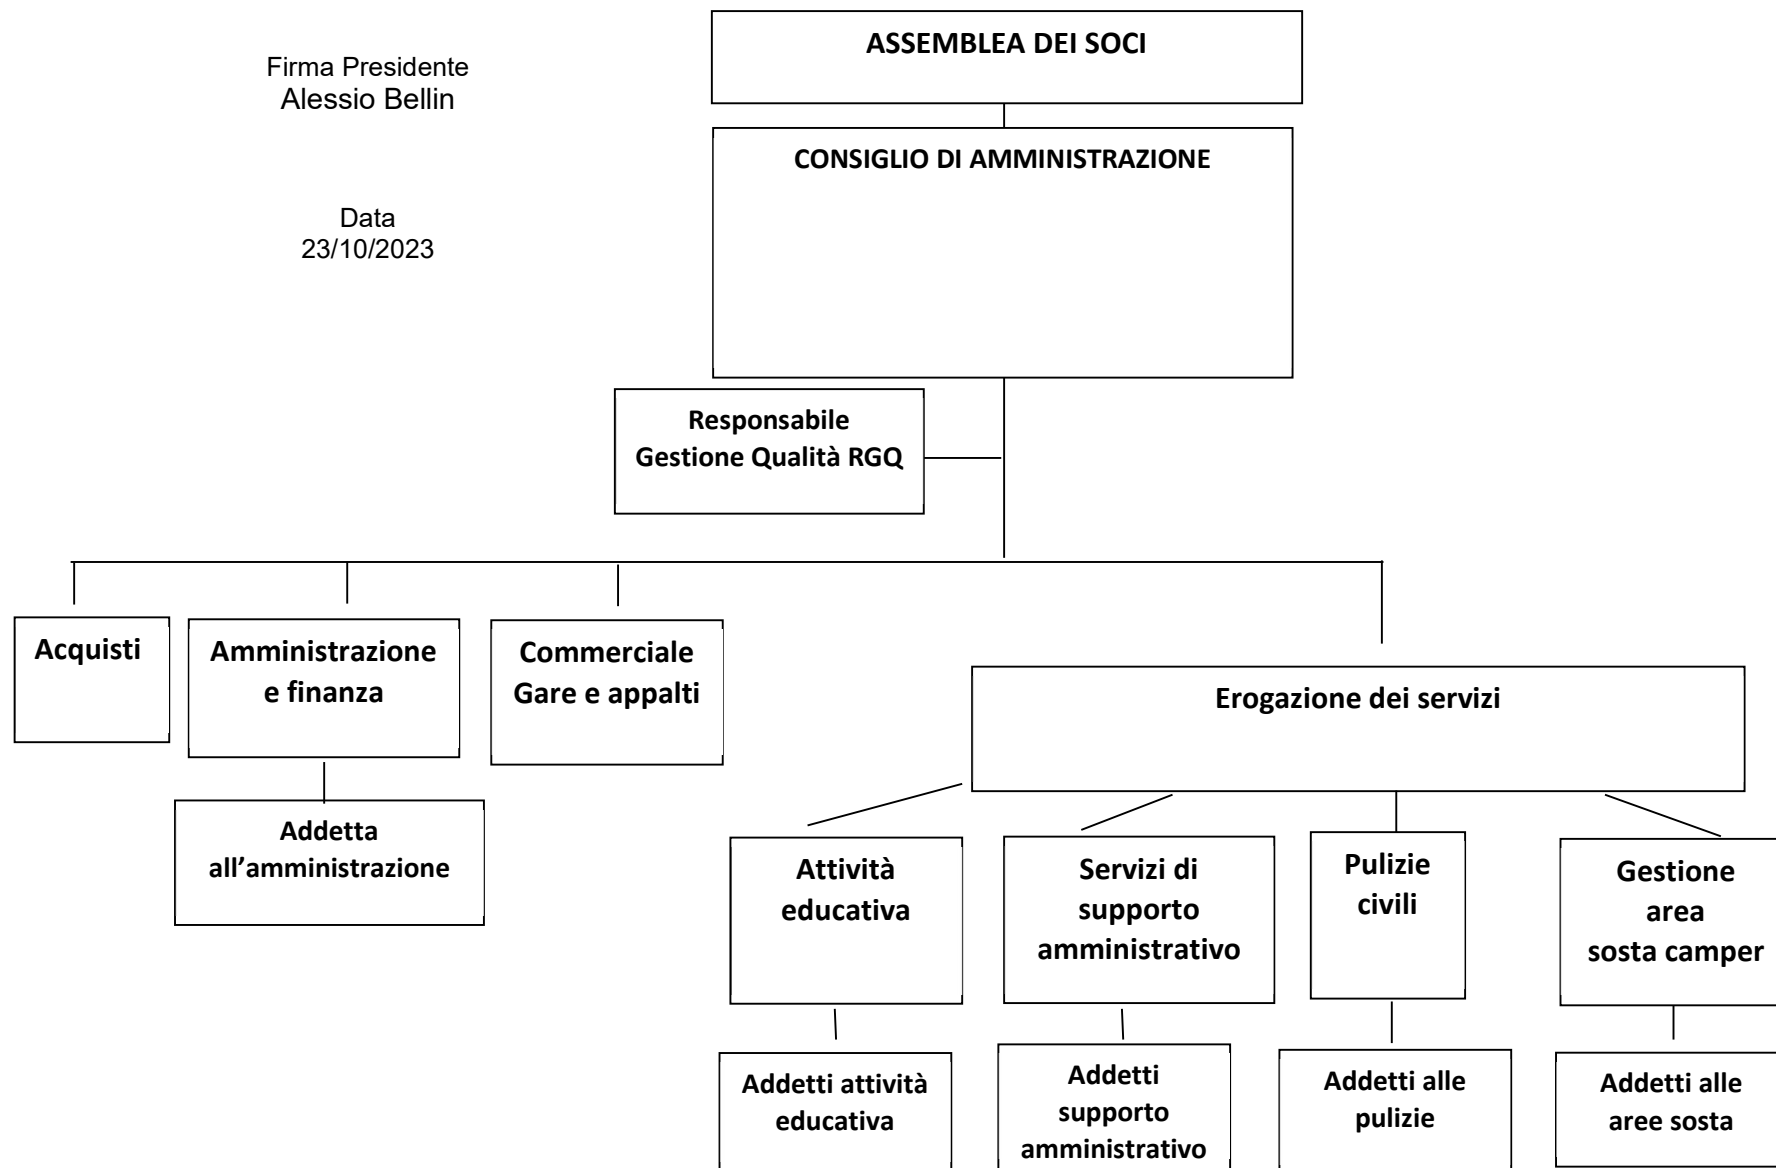 Firma Presidente
Alessio Bellin
Data
23/10/2023
ASSEMBLEA DEI SOCI
CONSIGLIO DI AMMINISTRAZIONE
Responsabile
Gestione Qualità RGQ
Acquisti
Amministrazione
e finanza
Commerciale
Gare e appalti
Erogazione dei servizi
Addetta
all’amministrazione
Attività
educativa
Servizi di
supporto
amministrativo
Pulizie
civili
Gestione
area
sosta camper
Addetti attività
educativa
Addetti
supporto
amministrativo
Addetti alle
pulizie
Addetti alle
aree sosta